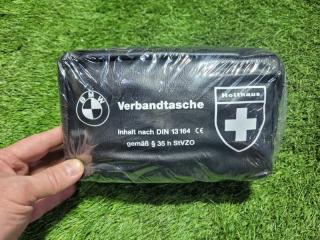 BMW
Verbandtasche
Holthaus
Inhalt nach DIN 13 164 CE
gemäß § 35 h StVZO